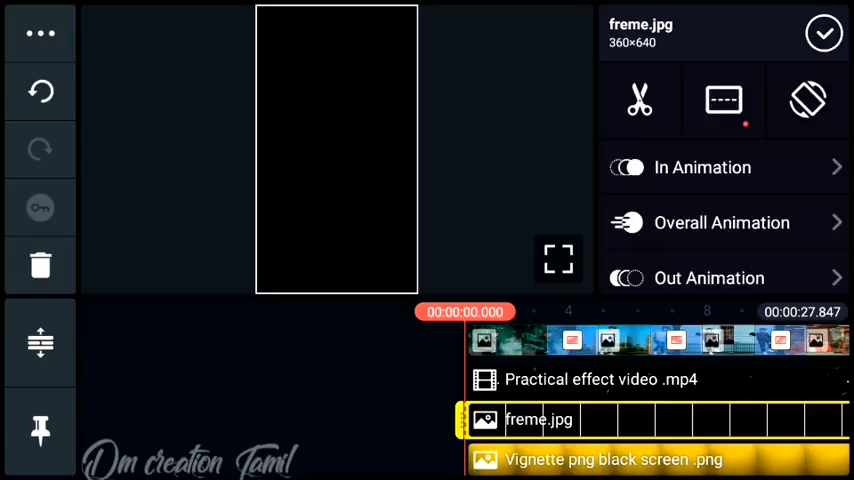 freme.jpg
360×640
In Animation
Overall Animation
Out Animation
00:00:00.000
4
8
00:00:27.847
Practical effect video .mp4
freme.jpg
Vignette png black screen .png
Dm creation Tamil